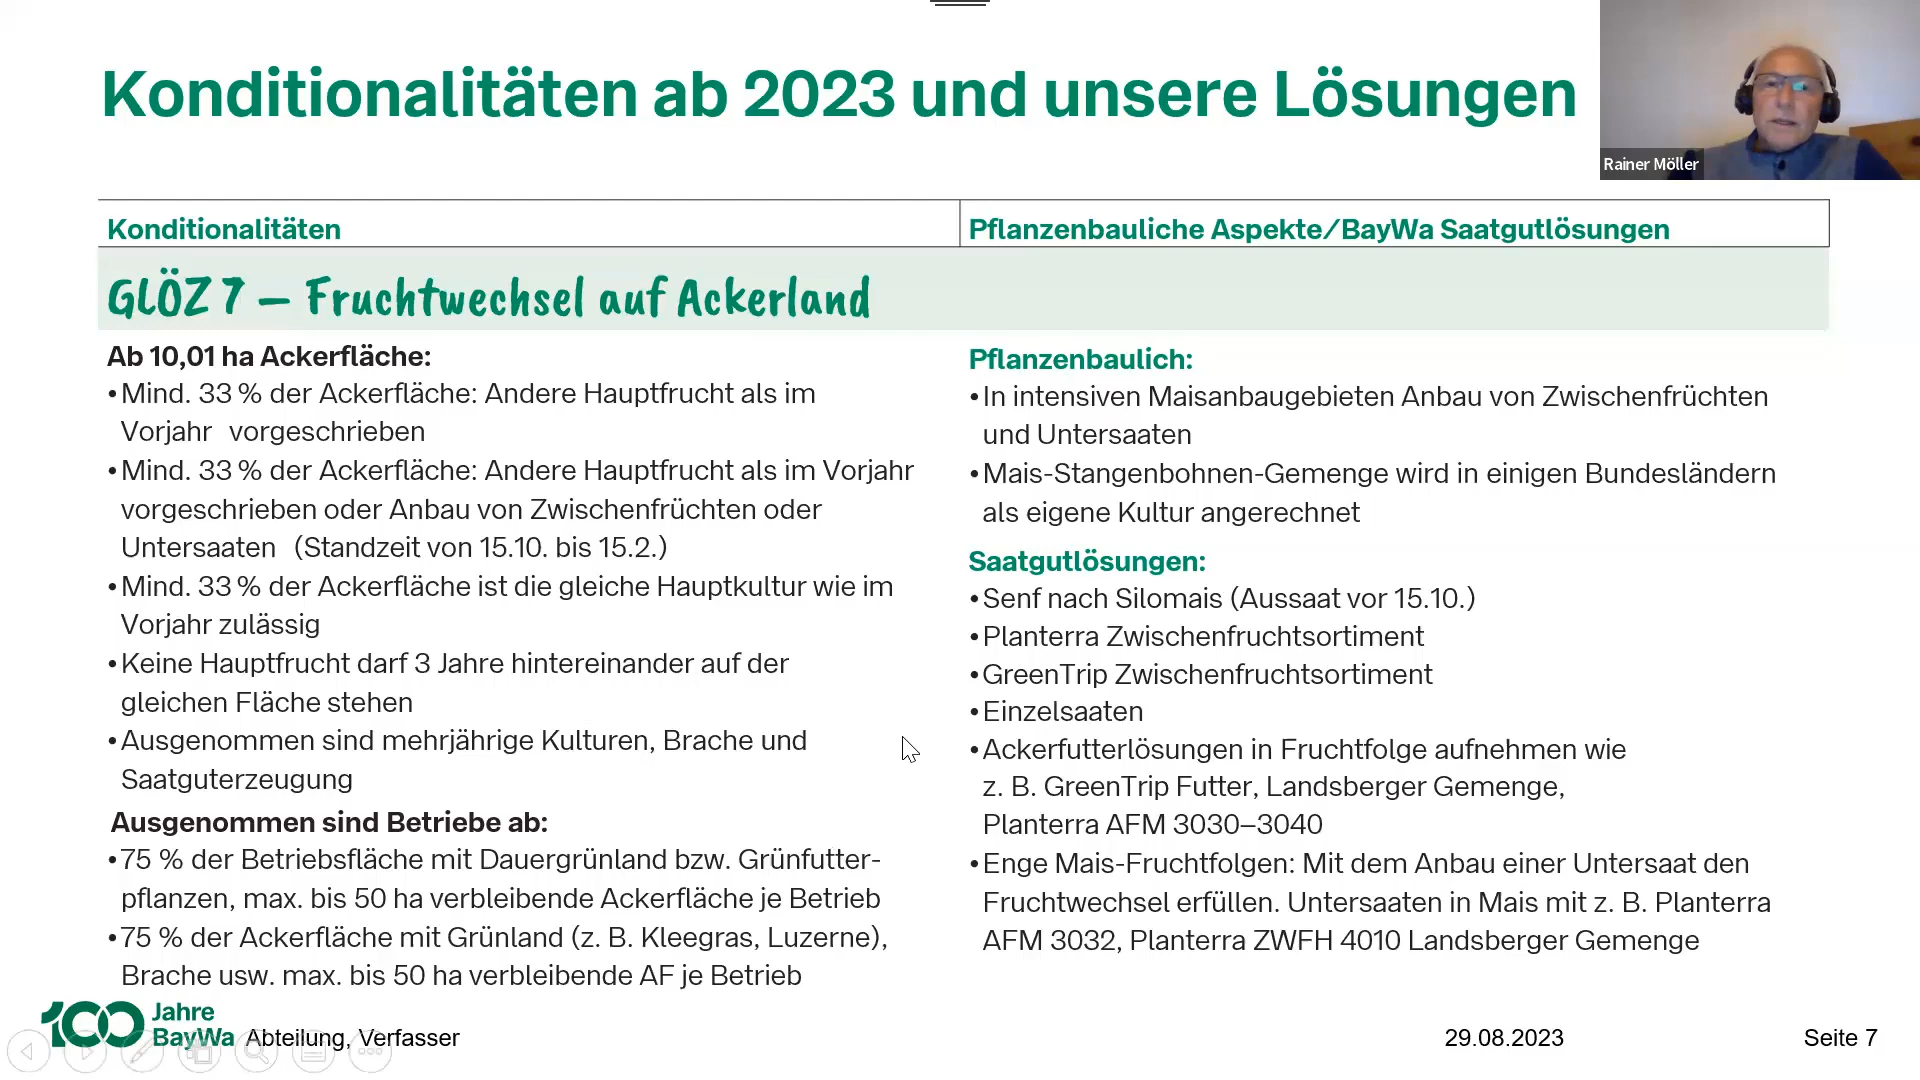 Konditionalitäten ab 2023 und unsere Lösungen
Rainer Möller
Konditionalitäten
Pflanzenbauliche Aspekte/BayWa Saatgutlösungen
GLÖZ 7 – Fruchtwechsel auf Ackerland
Ab 10,01 ha Ackerfläche:
•Mind. 33 % der Ackerfläche: Andere Hauptfrucht als im
Vorjahr vorgeschrieben
•Mind. 33 % der Ackerfläche: Andere Hauptfrucht als im Vorjahr
vorgeschrieben oder Anbau von Zwischenfrüchten oder
Untersaaten (Standzeit von 15.10. bis 15.2.)
•Mind. 33 % der Ackerfläche ist die gleiche Hauptkultur wie im
Vorjahr zulässig
•Keine Hauptfrucht darf 3 Jahre hintereinander auf der
gleichen Fläche stehen
•Ausgenommen sind mehrjährige Kulturen, Brache und
Saatguterzeugung
Ausgenommen sind Betriebe ab:
•75 % der Betriebsfläche mit Dauergrünland bzw. Grünfutter-
pflanzen, max. bis 50 ha verbleibende Ackerfläche je Betrieb
•75 % der Ackerfläche mit Grünland (z. B. Kleegras, Luzerne),
Brache usw. max. bis 50 ha verbleibende AF je Betrieb
Pflanzenbaulich:
•In intensiven Maisanbaugebieten Anbau von Zwischenfrüchten
und Untersaaten
•Mais-Stangenbohnen-Gemenge wird in einigen Bundesländern
als eigene Kultur angerechnet
Saatgutlösungen:
•Senf nach Silomais (Aussaat vor 15.10.)
•Planterra Zwischenfruchtsortiment
•GreenTrip Zwischenfruchtsortiment
•Einzelsaaten
•Ackerfutterlösungen in Fruchtfolge aufnehmen wie
z. B. GreenTrip Futter, Landsberger Gemenge,
Planterra AFM 3030–3040
•Enge Mais-Fruchtfolgen: Mit dem Anbau einer Untersaat den
Fruchtwechsel erfüllen. Untersaaten in Mais mit z. B. Planterra
AFM 3032, Planterra ZWFH 4010 Landsberger Gemenge
100 Jahre
BayWa
Abteilung, Verfasser
29.08.2023
Seite 7